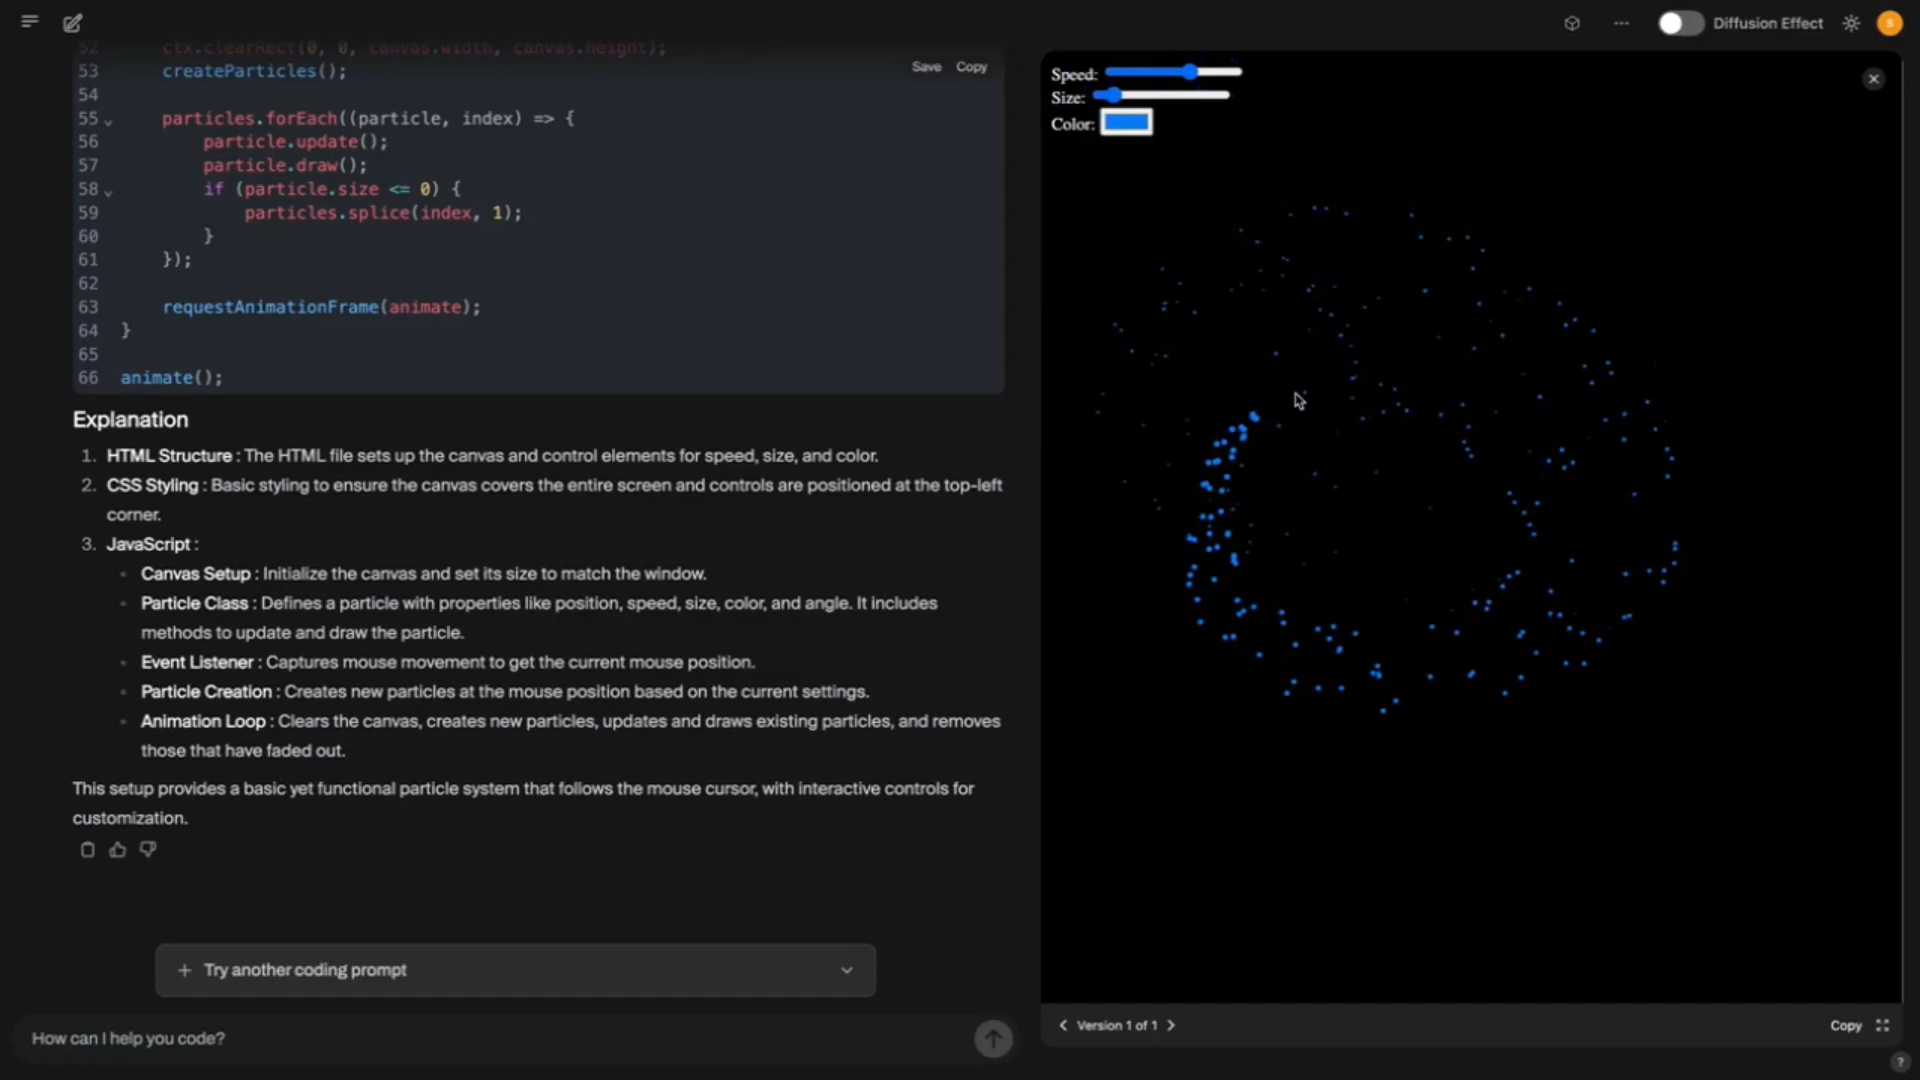 Diffusion Effect
S
52 ctx.clearRect(0, 0, canvas.width, canvas.height);
53 createParticles();
Save Copy
54
55 particles.forEach((particle, index) => {
56 particle.update();
57 particle.draw();
58 if (particle.size <= 0) {
59 particles.splice(index, 1);
60 }
61 });
62
63 requestAnimationFrame(animate);
64 }
65
66 animate();
Explanation
1. HTML Structure : The HTML file sets up the canvas and control elements for speed, size, and color.
2. CSS Styling : Basic styling to ensure the canvas covers the entire screen and controls are positioned at the top-left
corner.
3. JavaScript :
Canvas Setup : Initialize the canvas and set its size to match the window.
Particle Class : Defines a particle with properties like position, speed, size, color, and angle. It includes
methods to update and draw the particle.
Event Listener : Captures mouse movement to get the current mouse position.
Particle Creation : Creates new particles at the mouse position based on the current settings.
Animation Loop : Clears the canvas, creates new particles, updates and draws existing particles, and removes
those that have faded out.
This setup provides a basic yet functional particle system that follows the mouse cursor, with interactive controls for
customization.
+ Try another coding prompt
How can I help you code?
Speed:
Size:
Color:
Version 1 of 1
Copy
?